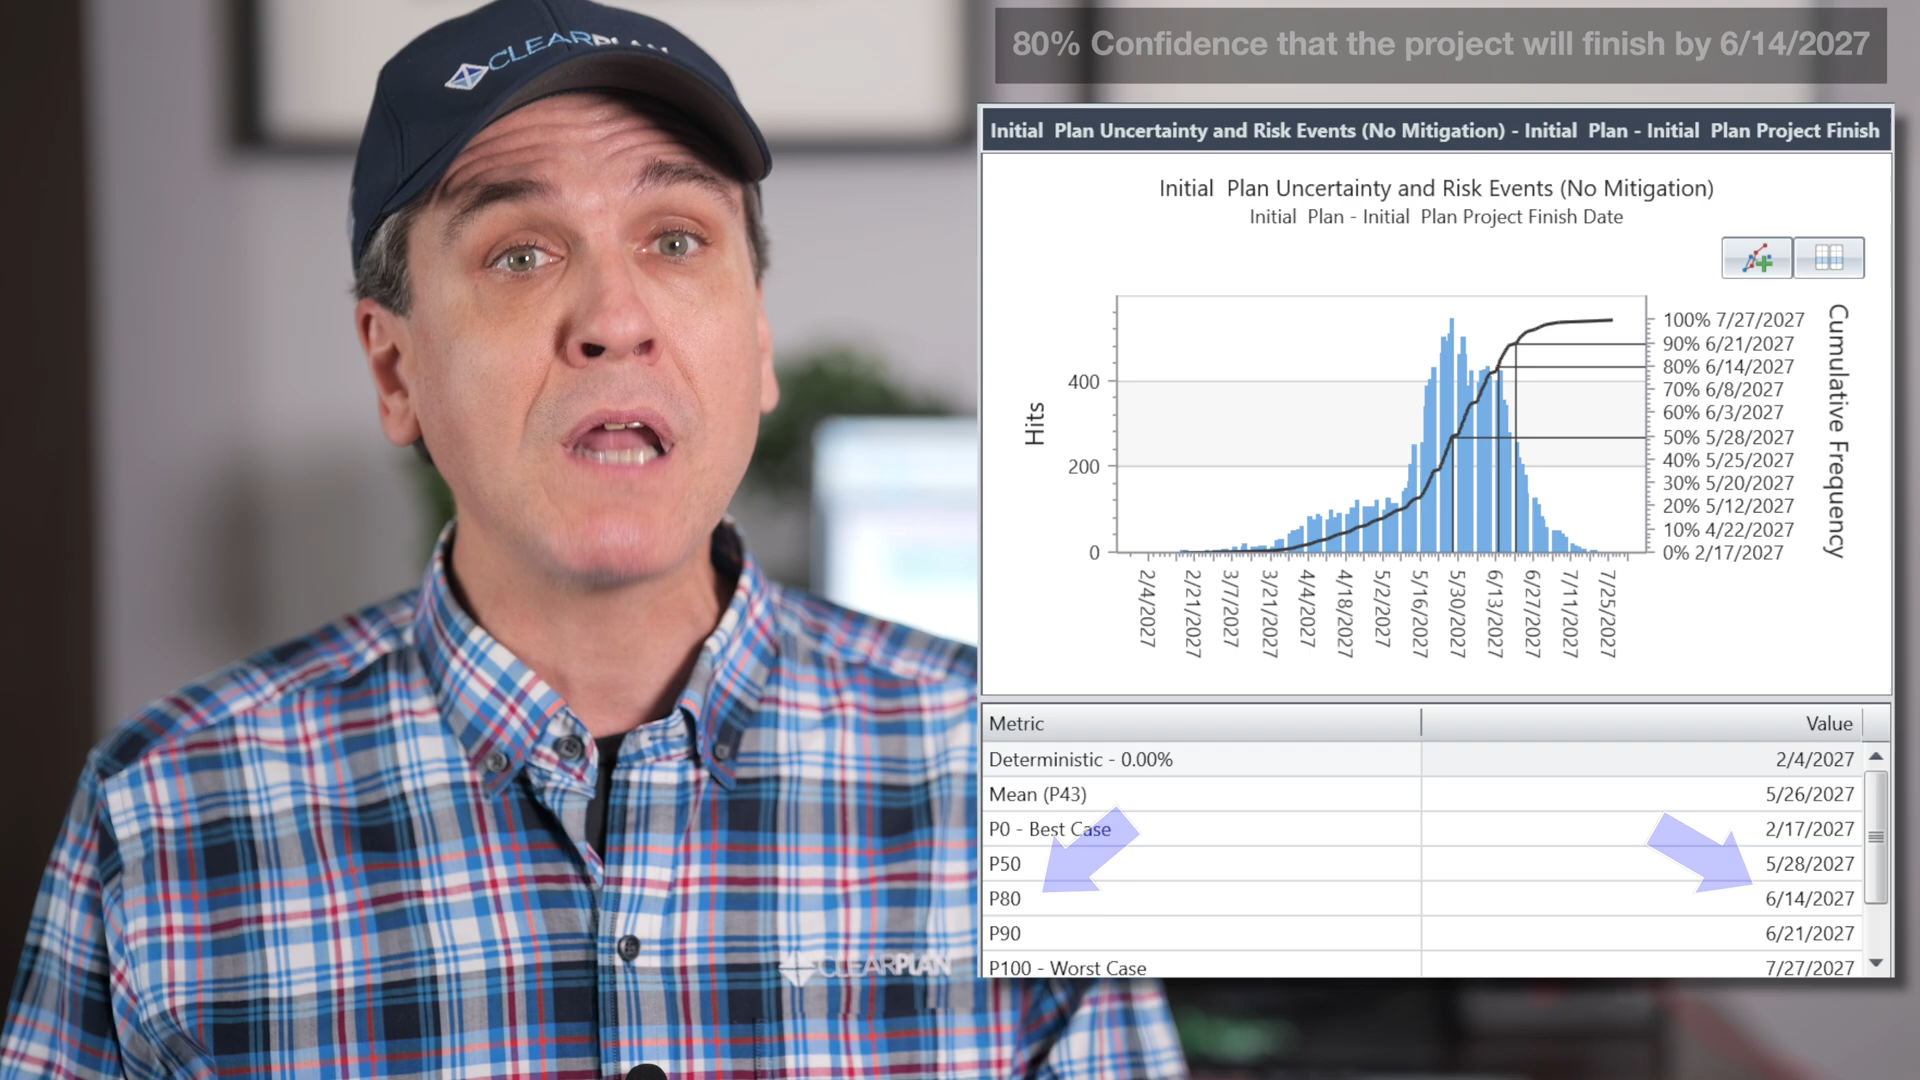 CLEARPLAN
80% Confidence that the project will finish by 6/14/2027
Initial Plan Uncertainty and Risk Events (No Mitigation) - Initial Plan - Initial Plan Project Finish
Initial Plan Uncertainty and Risk Events (No Mitigation)
Initial Plan - Initial Plan Project Finish Date
Hits
400
200
0
100% 7/27/2027
90% 6/21/2027
80% 6/14/2027
70% 6/8/2027
60% 6/3/2027
50% 5/28/2027
40% 5/25/2027
30% 5/20/2027
20% 5/12/2027
10% 4/22/2027
0% 2/17/2027
Cumulative Frequency
2/4/2027
2/21/2027
3/7/2027
3/21/2027
4/4/2027
4/18/2027
5/2/2027
5/16/2027
5/30/2027
6/13/2027
6/27/2027
7/11/2027
7/25/2027
Metric Value
Deterministic - 0.00% 2/4/2027
Mean (P43) 5/26/2027
P0 - Best Case 2/17/2027
P50 5/28/2027
P80 6/14/2027
P90 6/21/2027
P100 - Worst Case 7/27/2027
CLEARPLAN